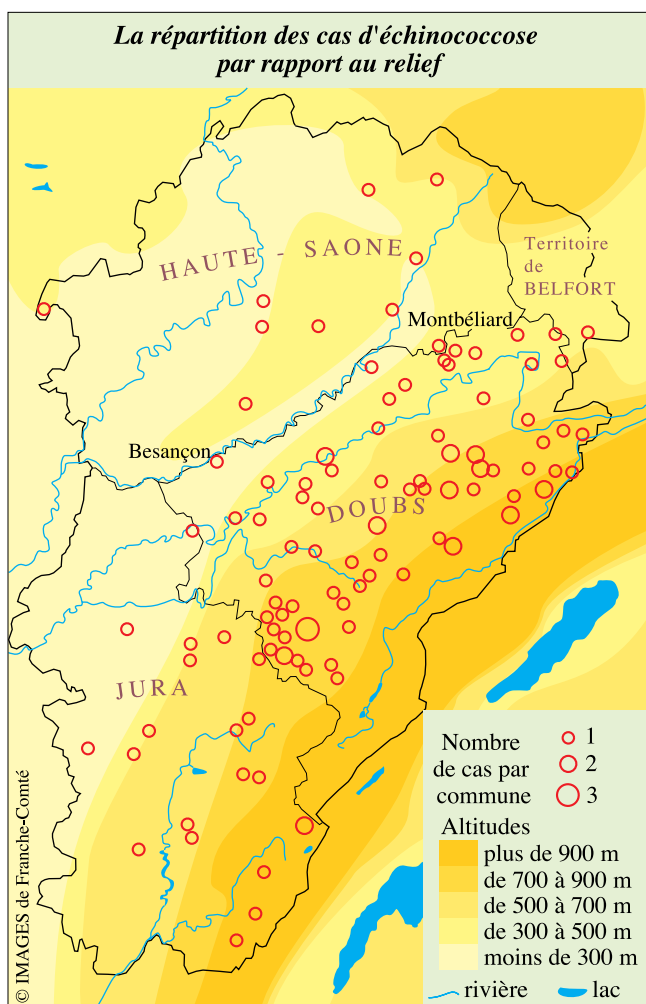 La répartition des cas d'échinococcose
par rapport au relief
HAUTE - SAONE
Territoire
de
BELFORT
Montbéliard
Besançon
DOUBS
JURA
Nombre
de cas par
commune
1
2
3
Altitudes
plus de 900 m
de 700 à 900 m
de 500 à 700 m
de 300 à 500 m
moins de 300 m
rivière
lac
© IMAGES de Franche-Comté